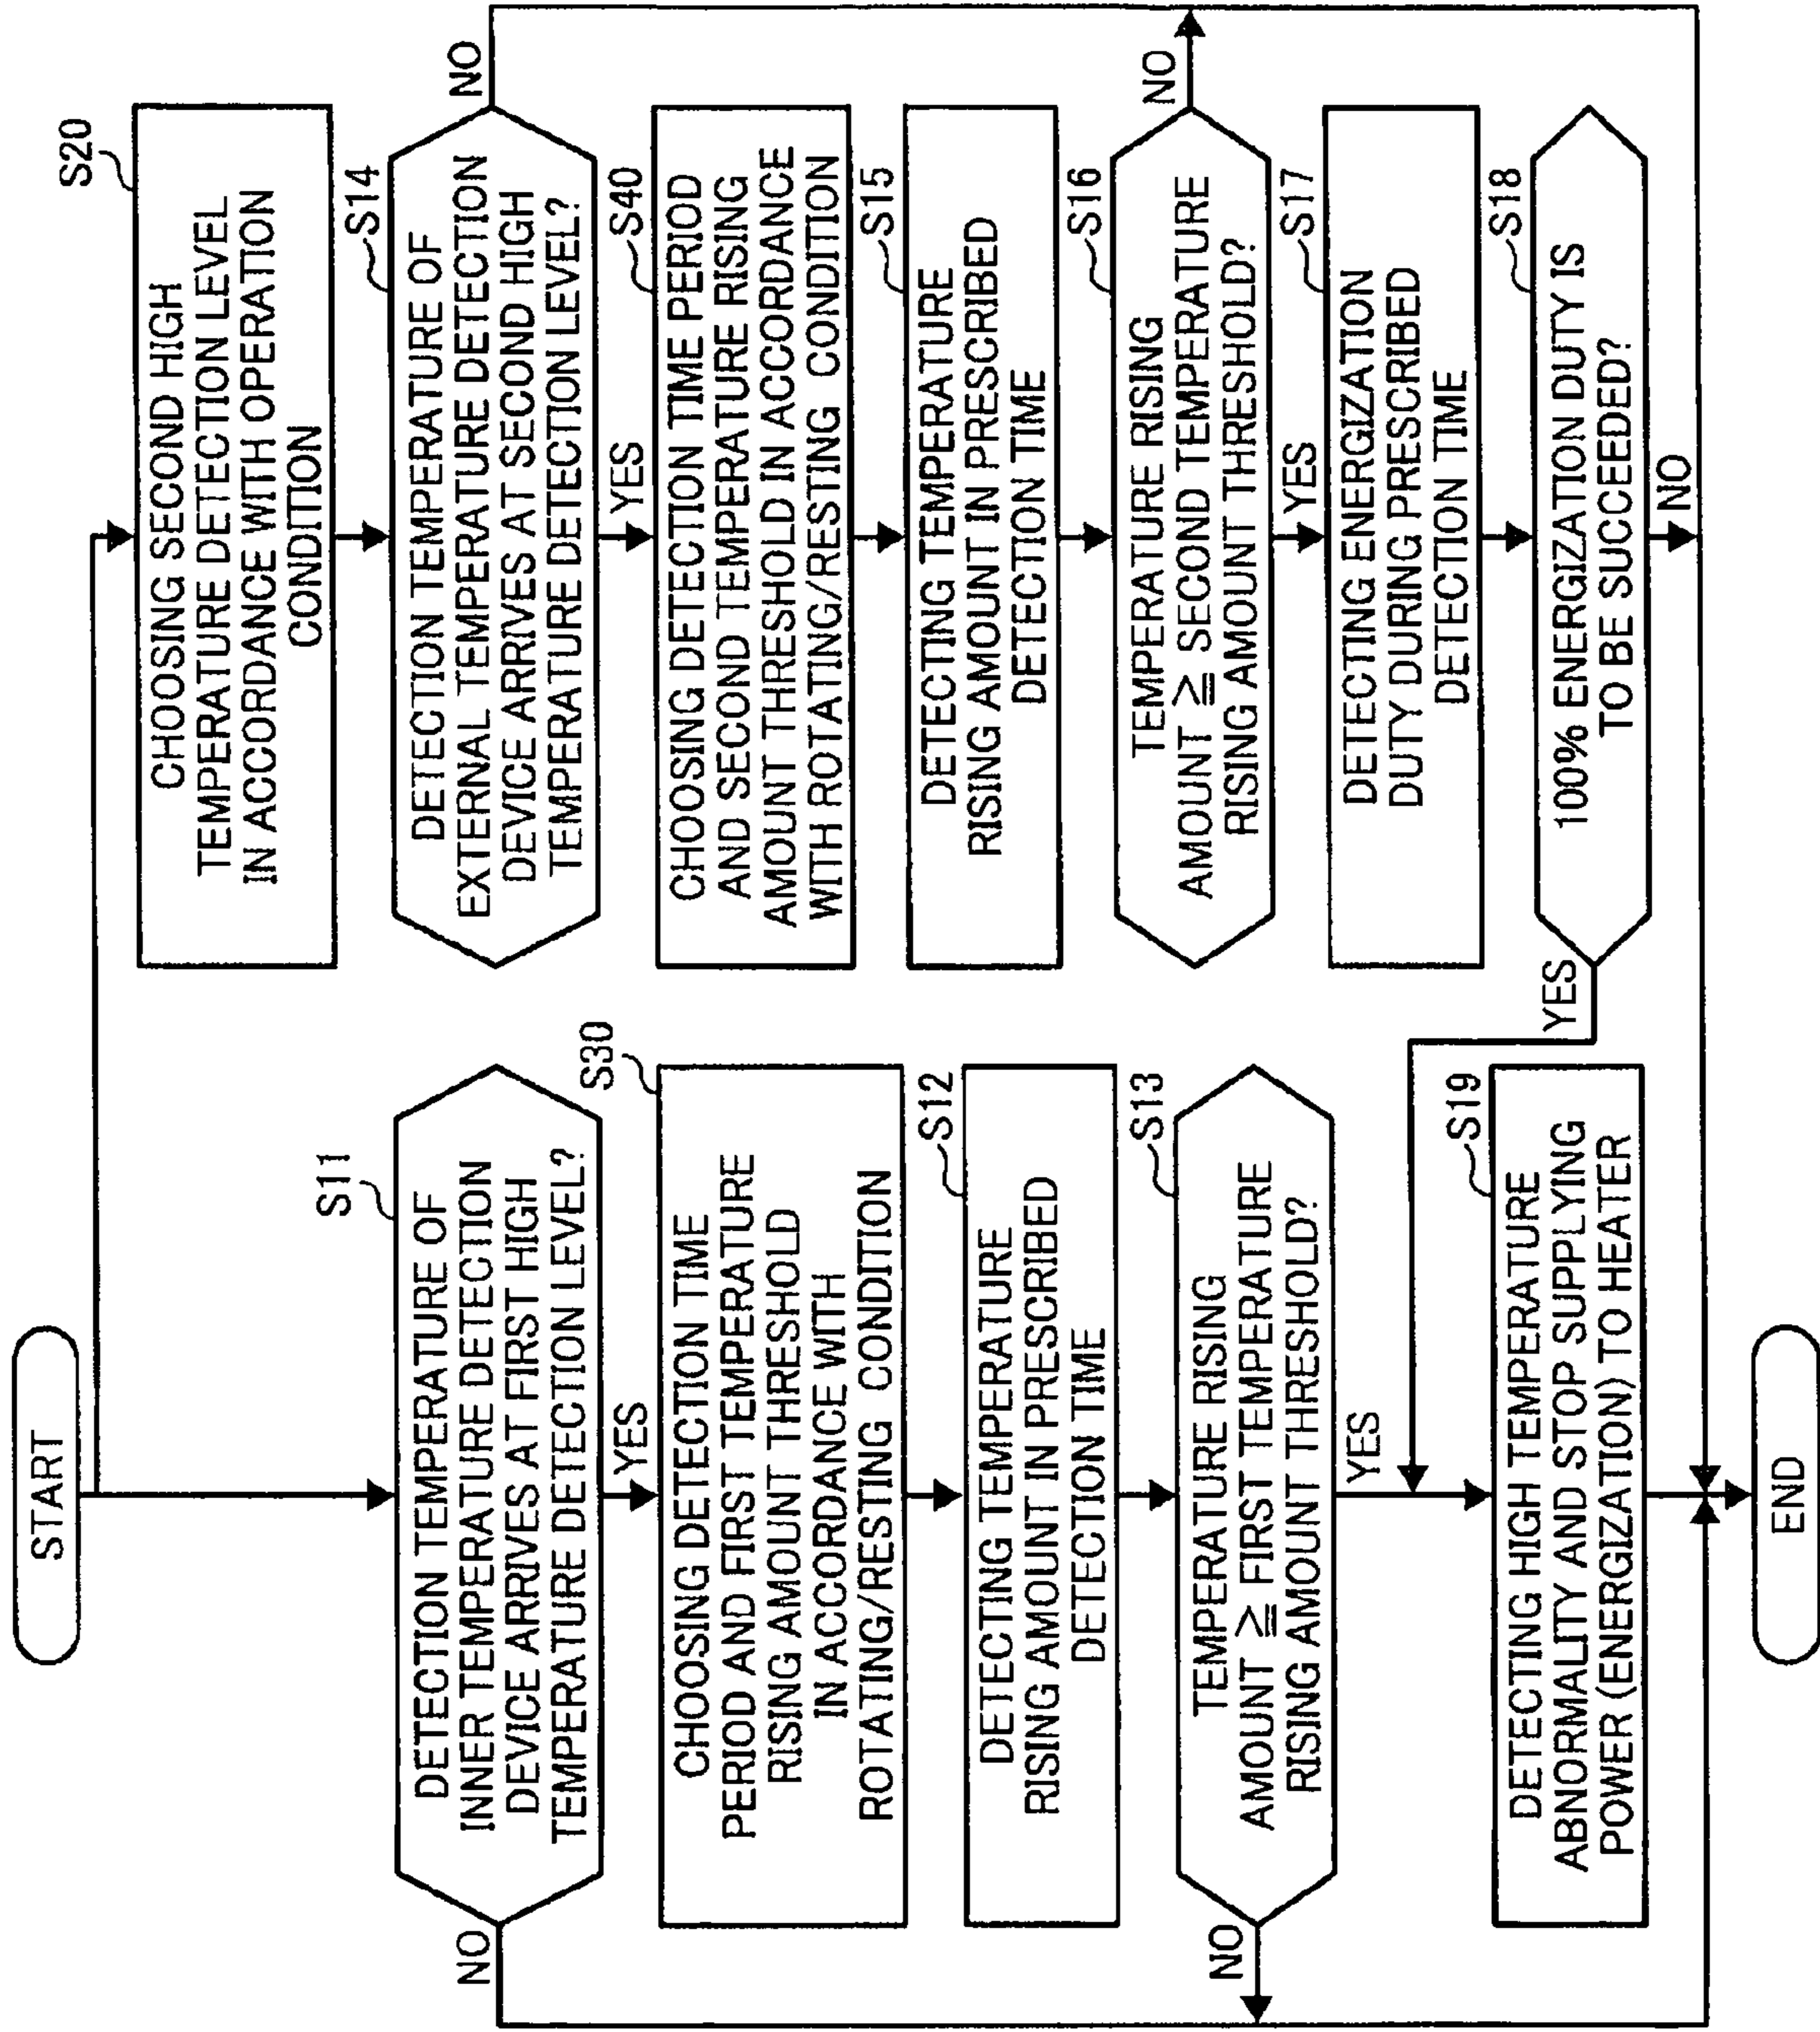 START
S11
DETECTION TEMPERATURE OF
INNER TEMPERATURE DETECTION
DEVICE ARRIVES AT FIRST HIGH
TEMPERATURE DETECTION LEVEL?
NO
YES
S30
CHOOSING DETECTION TIME
PERIOD AND FIRST TEMPERATURE
RISING AMOUNT THRESHOLD
IN ACCORDANCE WITH
ROTATING/RESTING CONDITION
S12
DETECTING TEMPERATURE
RISING AMOUNT IN PRESCRIBED
DETECTION TIME
S13
TEMPERATURE RISING
AMOUNT ≧ FIRST TEMPERATURE
RISING AMOUNT THRESHOLD?
NO
YES
S19
DETECTING HIGH TEMPERATURE
ABNORMALITY AND STOP SUPPLYING
POWER (ENERGIZATION) TO HEATER
END
S20
CHOOSING SECOND HIGH
TEMPERATURE DETECTION LEVEL
IN ACCORDANCE WITH OPERATION
CONDITION
S14
DETECTION TEMPERATURE OF
EXTERNAL TEMPERATURE DETECTION
DEVICE ARRIVES AT SECOND HIGH
TEMPERATURE DETECTION LEVEL?
NO
YES
S40
CHOOSING DETECTION TIME PERIOD
AND SECOND TEMPERATURE RISING
AMOUNT THRESHOLD IN ACCORDANCE
WITH ROTATING/RESTING CONDITION
S15
DETECTING TEMPERATURE
RISING AMOUNT IN PRESCRIBED
DETECTION TIME
S16
TEMPERATURE RISING
AMOUNT ≧ SECOND TEMPERATURE
RISING AMOUNT THRESHOLD?
NO
YES
S17
DETECTING ENERGIZATION
DUTY DURING PRESCRIBED
DETECTION TIME
S18
100% ENERGIZATION DUTY IS
TO BE SUCCEEDED?
YES
NO